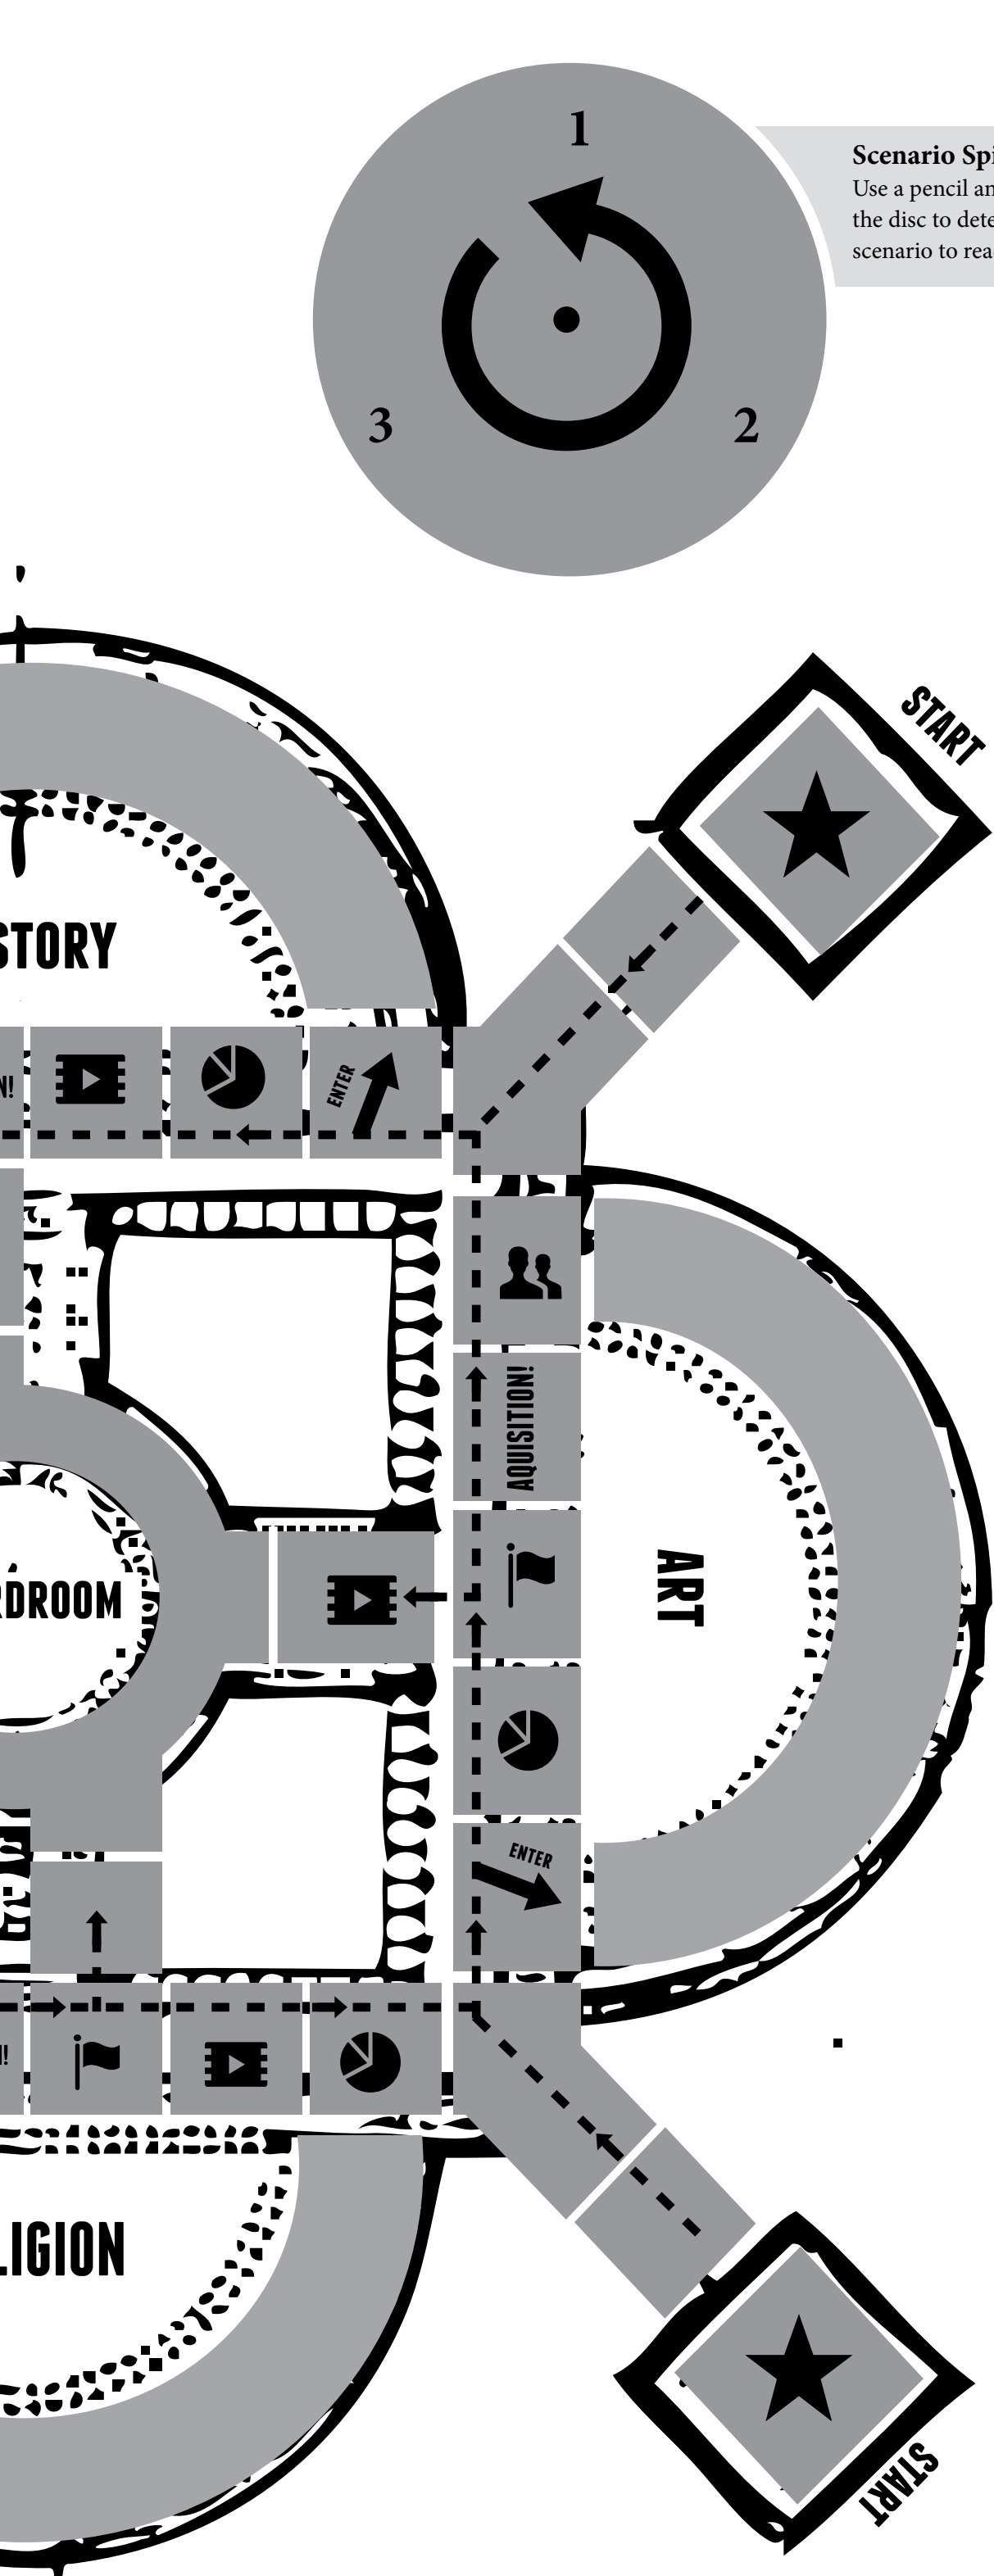 1
Scenario Spi
Use a pencil an
the disc to dete
scenario to rea
3
2
START
STORY
N!
ENTER
AQUISITION!
RDROOM
ART
ENTER
!
LIGION
START